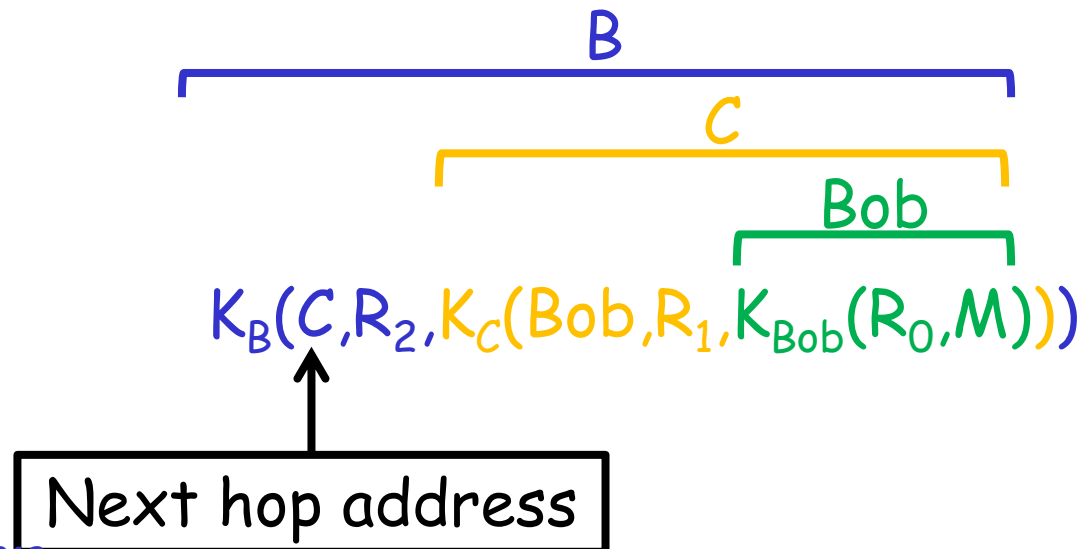 B
C
Bob
K_B(C,R_2,K_C(Bob,R_1,K_Bob(R_0,M)))
Next hop address